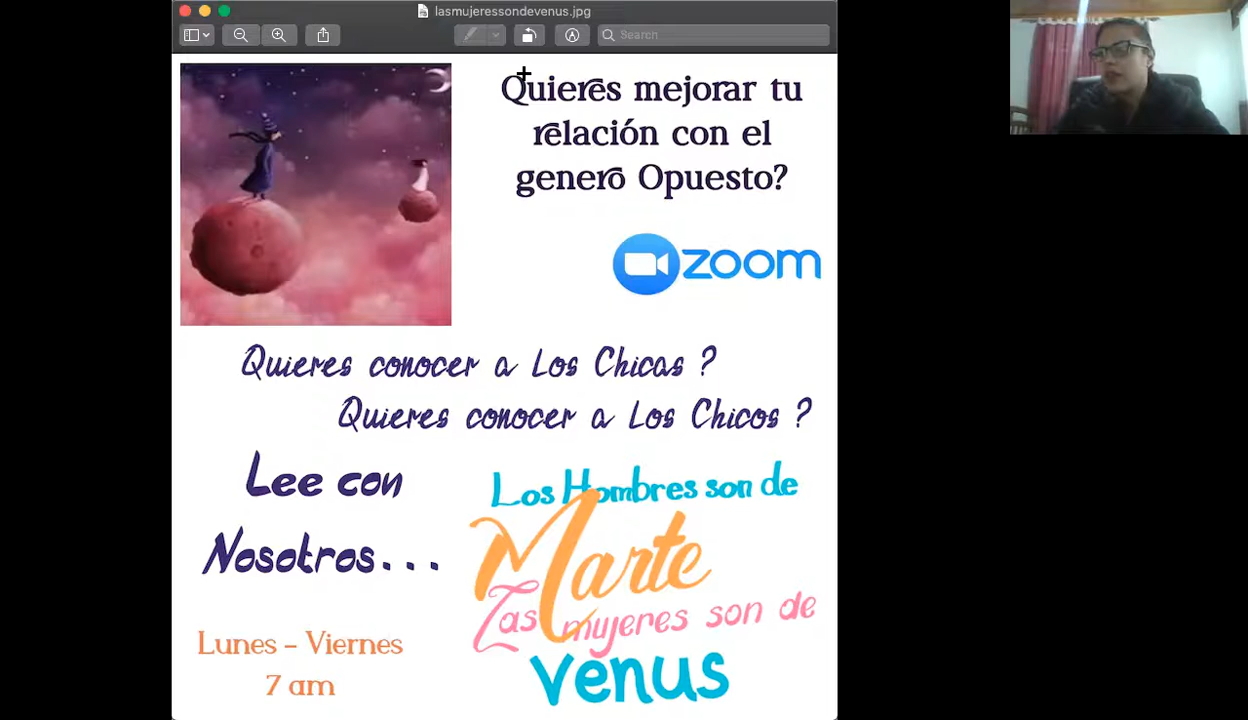 lasmujeressondevenus.jpg
Search
Quieres mejorar tu
relación con el
genero Opuesto?
zoom
Quieres conocer a Los Chicas ?
Quieres conocer a Los Chicos ?
Lee con
Nosotros...
Los Hombres son de
Marte
Las mujeres son de
venus
Lunes - Viernes
7 am